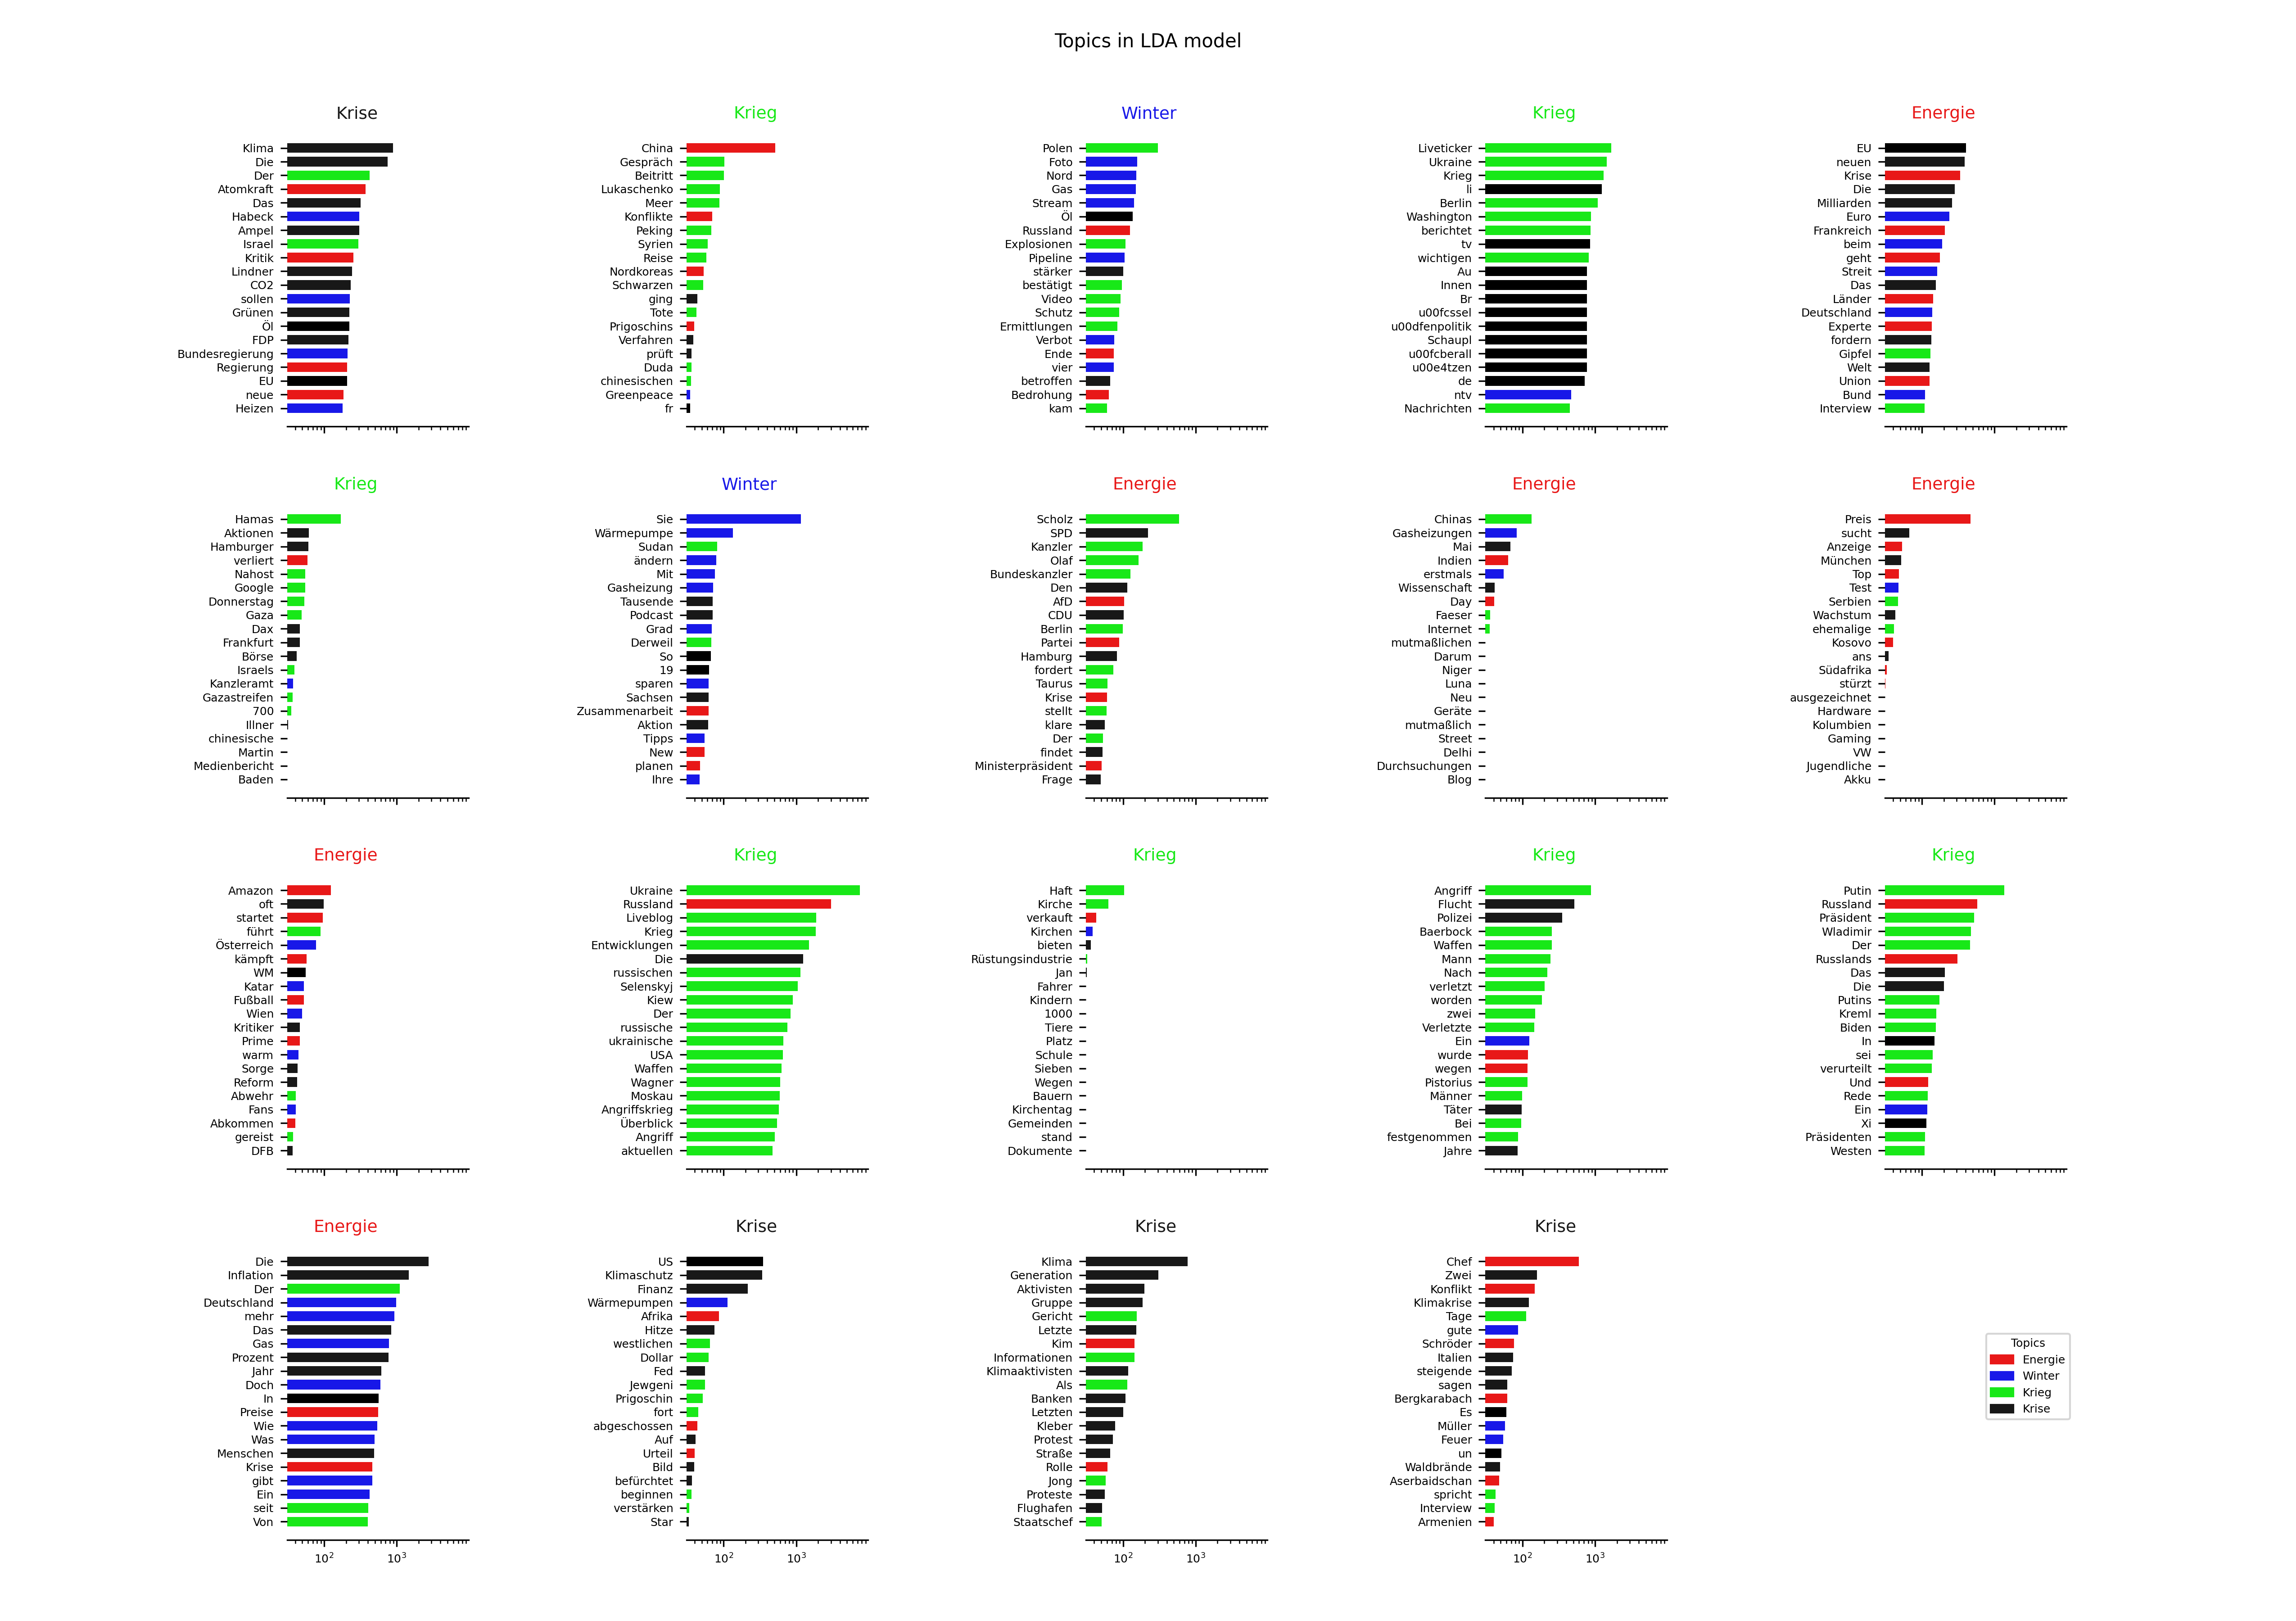 Topics in LDA model
Krise
Klima
Die
Der
Atomkraft
Das
Habeck
Ampel
Israel
Kritik
Lindner
CO2
sollen
Grünen
Öl
FDP
Bundesregierung
Regierung
EU
neue
Heizen
Krieg
China
Gespräch
Beitritt
Lukaschenko
Meer
Konflikte
Peking
Syrien
Reise
Nordkoreas
Schwarzen
ging
Tote
Prigoschins
Verfahren
prüft
Duda
chinesischen
Greenpeace
fr
Winter
Polen
Foto
Nord
Gas
Stream
Öl
Russland
Explosionen
Pipeline
stärker
bestätigt
Video
Schutz
Ermittlungen
Verbot
Ende
vier
betroffen
Bedrohung
kam
Krieg
Liveticker
Ukraine
Krieg
li
Berlin
Washington
berichtet
tv
wichtigen
Au
Innen
Br
u00fcssel
u00dfenpolitik
Schaupl
u00fcberall
u00e4tzen
de
ntv
Nachrichten
Energie
EU
neuen
Krise
Die
Milliarden
Euro
Frankreich
beim
geht
Streit
Das
Länder
Deutschland
Experte
fordern
Gipfel
Welt
Union
Bund
Interview
Krieg
Hamas
Aktionen
Hamburger
verliert
Nahost
Google
Donnerstag
Gaza
Dax
Frankfurt
Börse
Israels
Kanzleramt
Gazastreifen
700
Illner
chinesische
Martin
Medienbericht
Baden
Winter
Sie
Wärmepumpe
Sudan
ändern
Mit
Gasheizung
Tausende
Podcast
Grad
Derweil
So
19
sparen
Sachsen
Zusammenarbeit
Aktion
Tipps
New
planen
Ihre
Energie
Scholz
SPD
Kanzler
Olaf
Bundeskanzler
Den
AfD
CDU
Berlin
Partei
Hamburg
fordert
Taurus
Krise
stellt
klare
Der
findet
Ministerpräsident
Frage
Energie
Chinas
Gasheizungen
Mai
Indien
erstmals
Wissenschaft
Day
Faeser
Internet
mutmaßlichen
Darum
Niger
Luna
Neu
Geräte
mutmaßlich
Street
Delhi
Durchsuchungen
Blog
Energie
Preis
sucht
Anzeige
München
Top
Test
Serbien
Wachstum
ehemalige
Kosovo
ans
Südafrika
stürzt
ausgezeichnet
Hardware
Kolumbien
Gaming
VW
Jugendliche
Akku
Energie
Amazon
oft
startet
führt
Österreich
kämpft
WM
Katar
Fußball
Wien
Kritiker
Prime
warm
Sorge
Reform
Abwehr
Fans
Abkommen
gereist
DFB
Krieg
Ukraine
Russland
Liveblog
Krieg
Entwicklungen
Die
russischen
Selenskyj
Kiew
Der
russische
ukrainische
USA
Waffen
Wagner
Moskau
Angriffskrieg
Überblick
Angriff
aktuellen
Krieg
Haft
Kirche
verkauft
Kirchen
bieten
Rüstungsindustrie
Jan
Fahrer
Kindern
1000
Tiere
Platz
Schule
Sieben
Wegen
Bauern
Kirchentag
Gemeinden
stand
Dokumente
Krieg
Angriff
Flucht
Polizei
Baerbock
Waffen
Mann
Nach
verletzt
worden
zwei
Verletzte
Ein
wurde
wegen
Pistorius
Männer
Täter
Bei
festgenommen
Jahre
Krieg
Putin
Russland
Präsident
Wladimir
Der
Russlands
Das
Die
Putins
Kreml
Biden
In
sei
verurteilt
Und
Rede
Ein
Xi
Präsidenten
Westen
Energie
Die
Inflation
Der
Deutschland
mehr
Das
Gas
Prozent
Jahr
Doch
In
Preise
Wie
Was
Menschen
Krise
gibt
Ein
seit
Von
10² 10³
Krise
US
Klimaschutz
Finanz
Wärmepumpen
Afrika
Hitze
westlichen
Dollar
Fed
Jewgeni
Prigoschin
fort
abgeschossen
Auf
Urteil
Bild
befürchtet
beginnen
verstärken
Star
10² 10³
Krise
Klima
Generation
Aktivisten
Gruppe
Gericht
Letzte
Kim
Informationen
Klimaaktivisten
Als
Banken
Letzten
Kleber
Protest
Straße
Rolle
Jong
Proteste
Flughafen
Staatschef
10² 10³
Krise
Chef
Zwei
Konflikt
Klimakrise
Tage
gute
Schröder
Italien
steigende
sagen
Bergkarabach
Es
Müller
Feuer
un
Waldbrände
Aserbaidschan
spricht
Interview
Armenien
10² 10³
Topics
Energie
Winter
Krieg
Krise